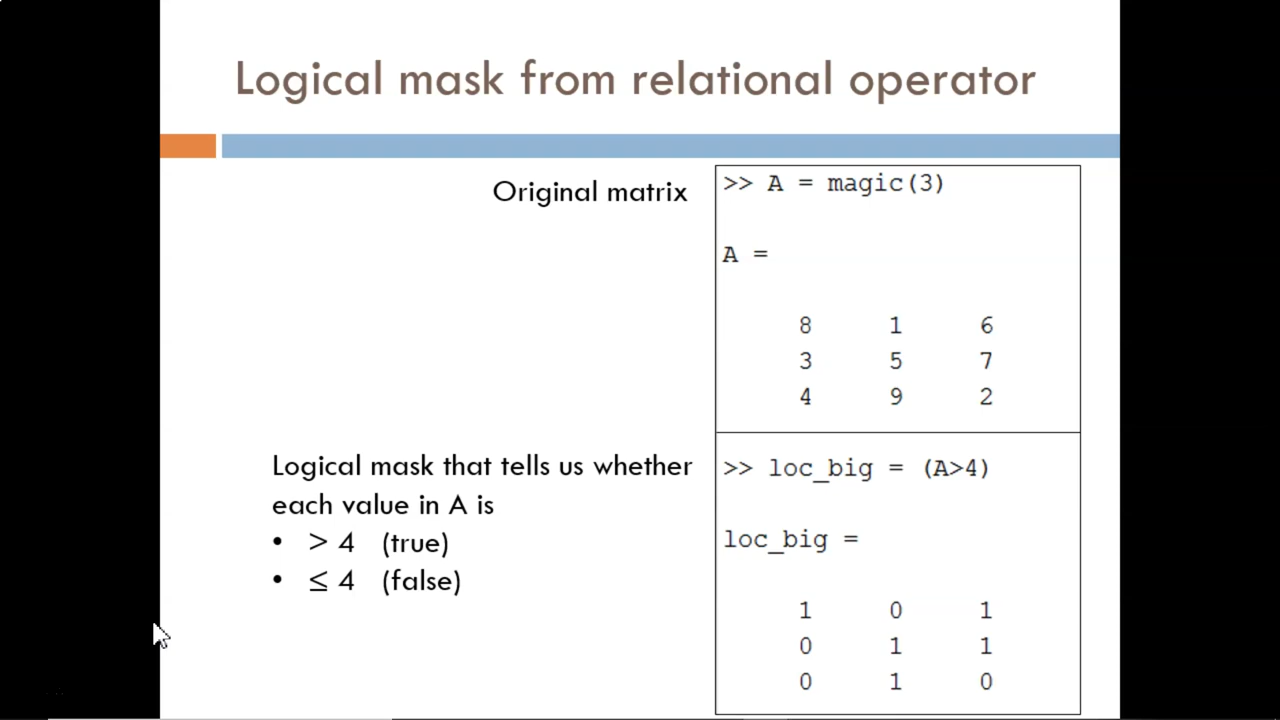 Logical mask from relational operator
Original matrix
>> A = magic(3)
A =
8 1 6
3 5 7
4 9 2
Logical mask that tells us whether
each value in A is
• > 4 (true)
• ≤ 4 (false)
>> loc_big = (A>4)
loc_big =
1 0 1
0 1 1
0 1 0